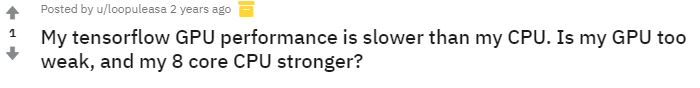 Posted by u/loopuleasa 2 years ago
1
My tensorflow GPU performance is slower than my CPU. Is my GPU too
weak, and my 8 core CPU stronger?